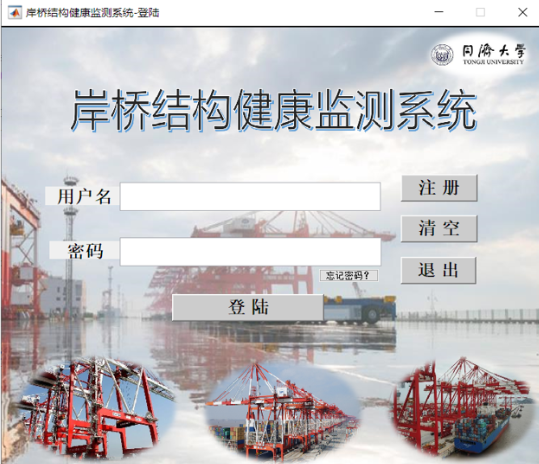 岸桥结构健康监测系统-登陆
同濟大学
TONGJI UNIVERSITY
岸桥结构健康监测系统
用户名
注 册
清 空
密码
忘记密码？
退 出
登 陆